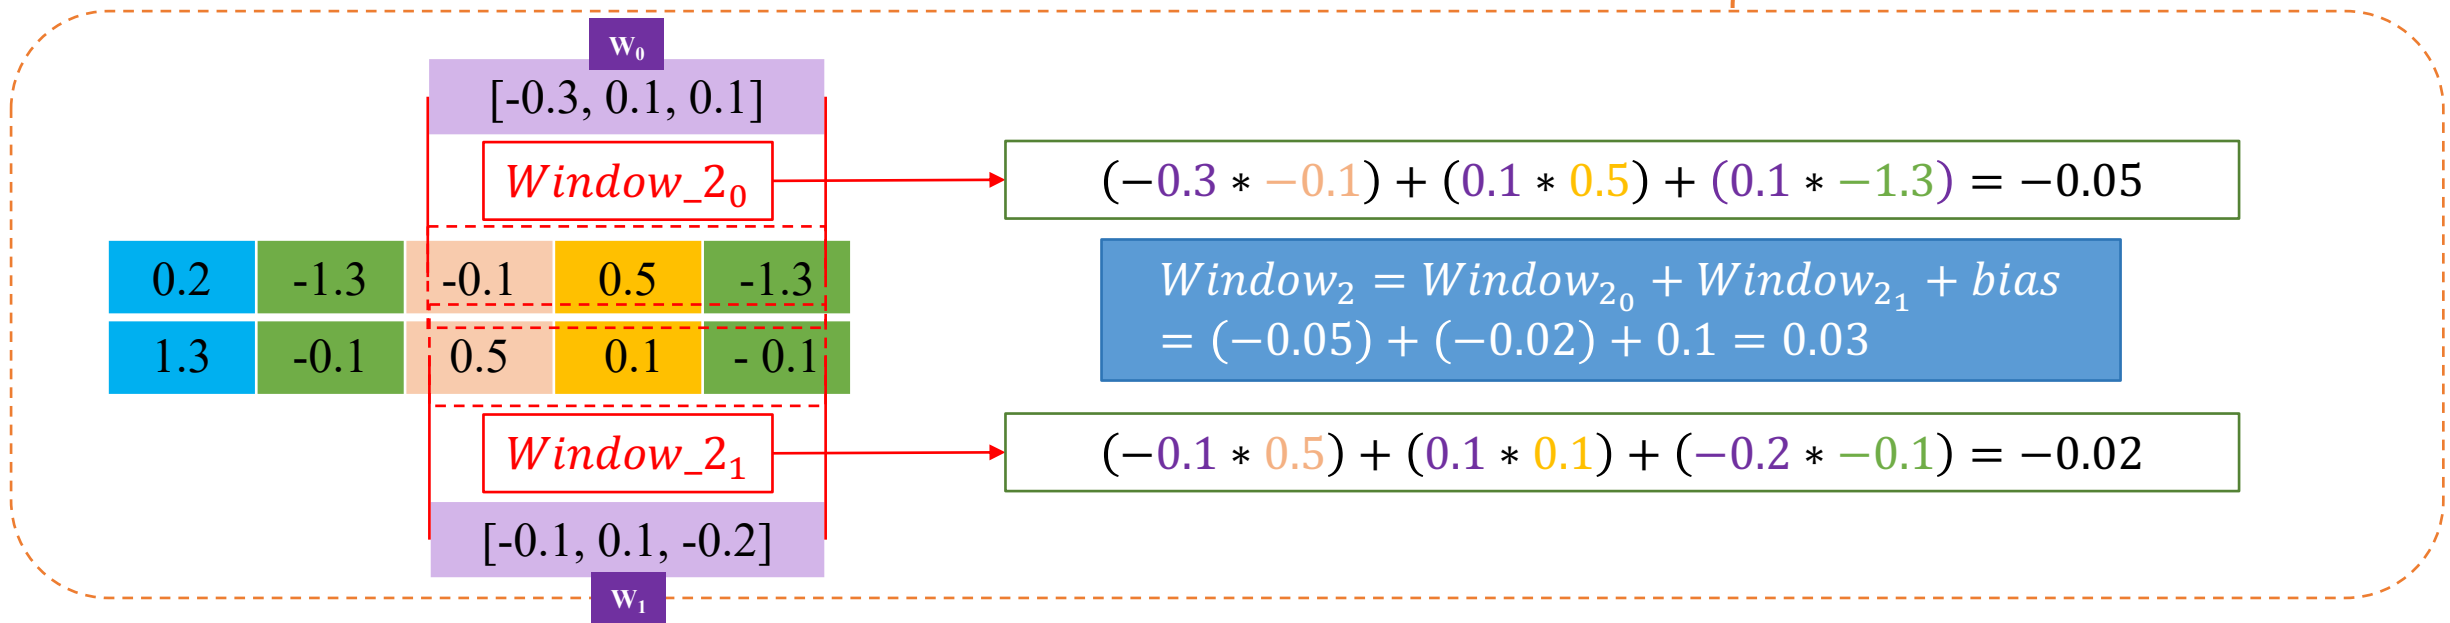 W₀
[-0.3, 0.1, 0.1]
Window_2₀
(−0.3 ∗ −0.1) + (0.1 ∗ 0.5) + (0.1 ∗ −1.3) = −0.05
0.2 -1.3 -0.1 0.5 -1.3
1.3 -0.1 0.5 0.1 - 0.1
Window₂ = Window₂₀ + Window₂₁ + bias
= (−0.05) + (−0.02) + 0.1 = 0.03
Window_2₁
(−0.1 ∗ 0.5) + (0.1 ∗ 0.1) + (−0.2 ∗ −0.1) = −0.02
[-0.1, 0.1, -0.2]
W₁